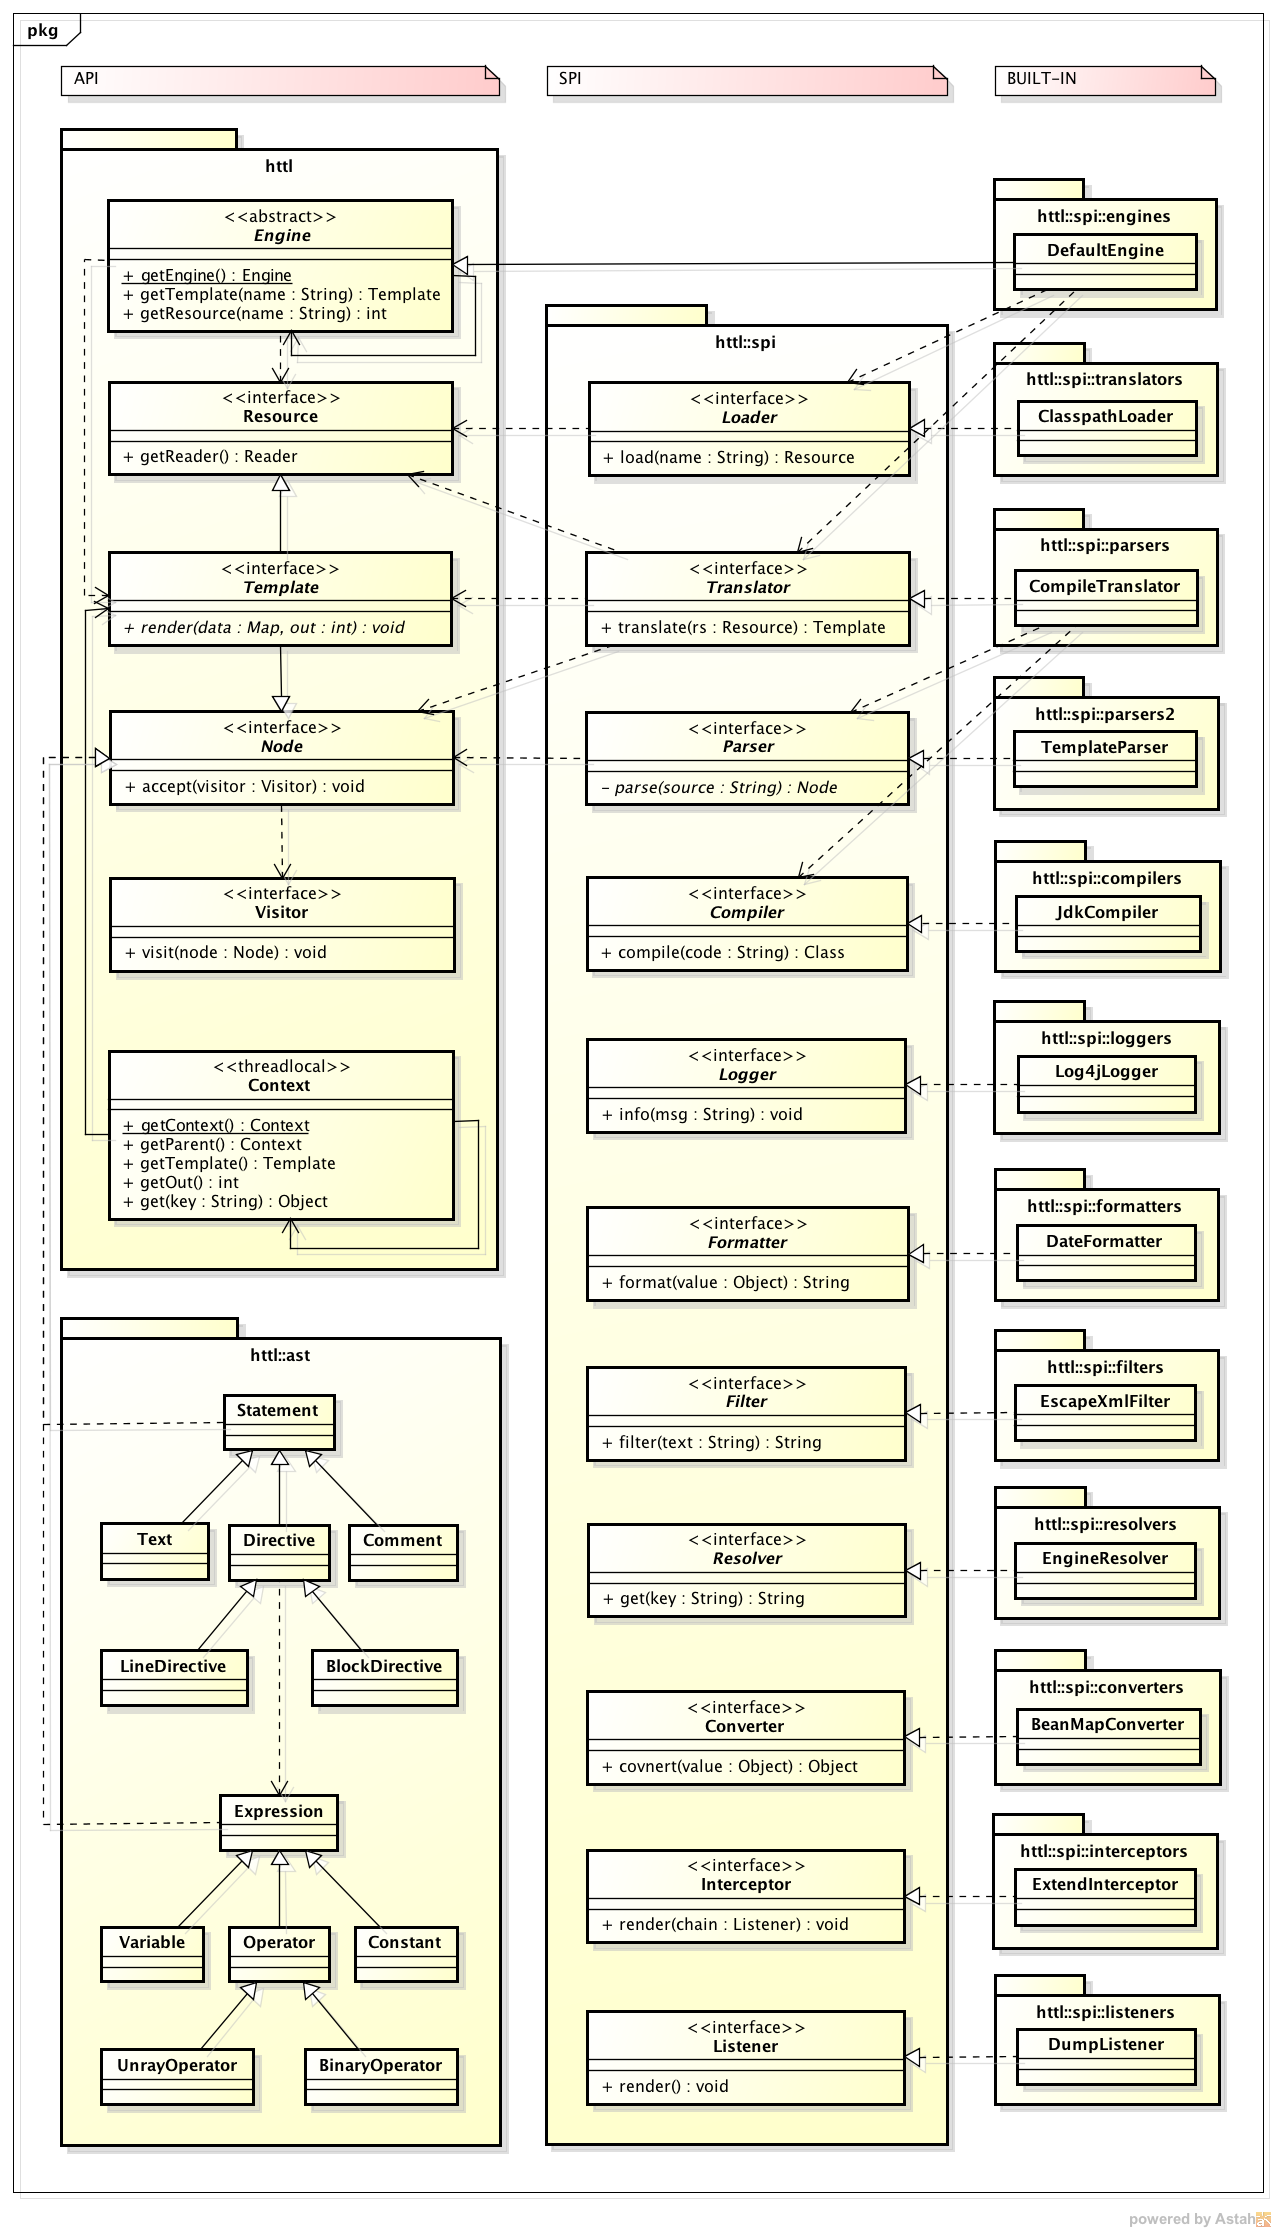 pkg
API
SPI
BUILT-IN
httl
<<abstract>>
Engine
+ getEngine() : Engine
+ getTemplate(name : String) : Template
+ getResource(name : String) : int
<<interface>>
Resource
+ getReader() : Reader
<<interface>>
Template
+ render(data : Map, out : int) : void
<<interface>>
Node
+ accept(visitor : Visitor) : void
<<interface>>
Visitor
+ visit(node : Node) : void
<<threadlocal>>
Context
+ getContext() : Context
+ getParent() : Context
+ getTemplate() : Template
+ getOut() : int
+ get(key : String) : Object
httl::ast
Statement
Text
Directive
Comment
LineDirective
BlockDirective
Expression
Variable
Operator
Constant
UnrayOperator
BinaryOperator
httl::spi
<<interface>>
Loader
+ load(name : String) : Resource
<<interface>>
Translator
+ translate(rs : Resource) : Template
<<interface>>
Parser
- parse(source : String) : Node
<<interface>>
Compiler
+ compile(code : String) : Class
<<interface>>
Logger
+ info(msg : String) : void
<<interface>>
Formatter
+ format(value : Object) : String
<<interface>>
Filter
+ filter(text : String) : String
<<interface>>
Resolver
+ get(key : String) : String
<<interface>>
Converter
+ covnert(value : Object) : Object
<<interface>>
Interceptor
+ render(chain : Listener) : void
<<interface>>
Listener
+ render() : void
httl::spi::engines
DefaultEngine
httl::spi::translators
ClasspathLoader
httl::spi::parsers
CompileTranslator
httl::spi::parsers2
TemplateParser
httl::spi::compilers
JdkCompiler
httl::spi::loggers
Log4jLogger
httl::spi::formatters
DateFormatter
httl::spi::filters
EscapeXmlFilter
httl::spi::resolvers
EngineResolver
httl::spi::converters
BeanMapConverter
httl::spi::interceptors
ExtendInterceptor
httl::spi::listeners
DumpListener
powered by Astah